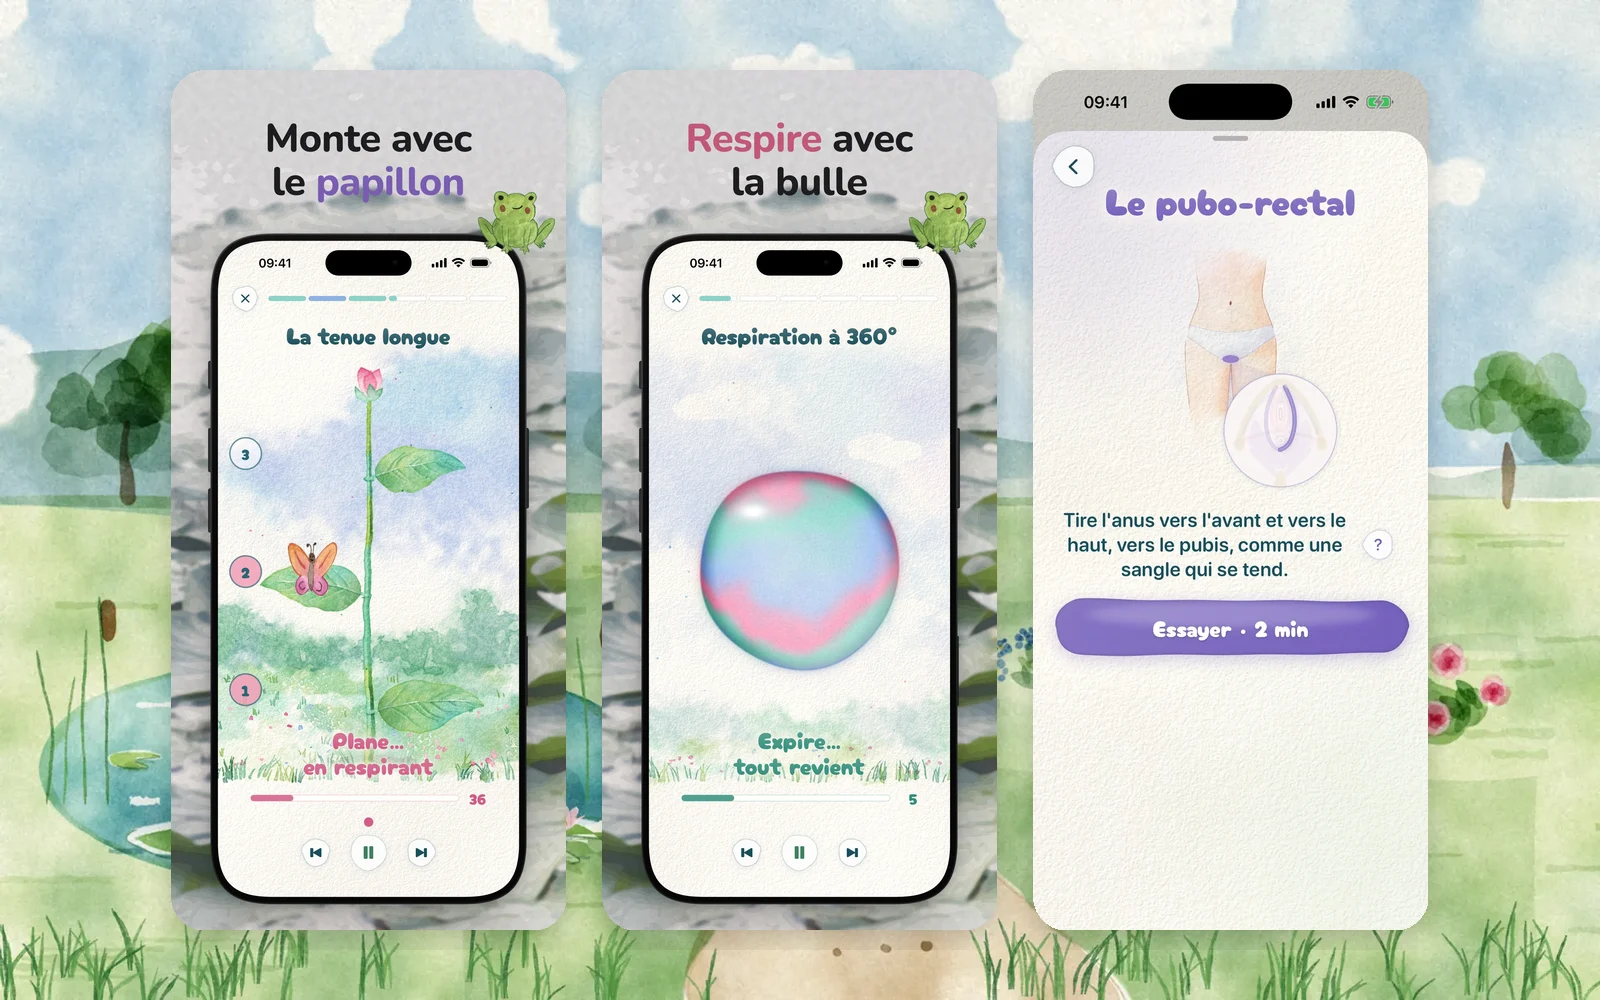 Monte avec
le papillon
09:41
La tenue longue
3
2
1
Plane...
en respirant
36
Respire avec
la bulle
09:41
Respiration à 360°
Expire...
tout revient
5
09:41
Le pubo-rectal
Tire l'anus vers l'avant et vers le
haut, vers le pubis, comme une
sangle qui se tend.
?
Essayer · 2 min